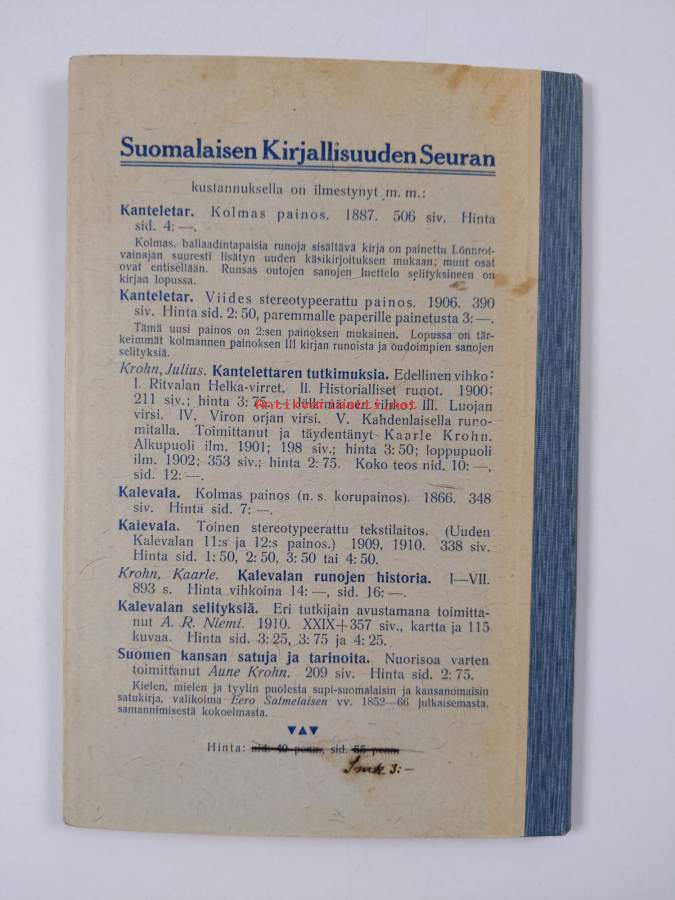 Suomalaisen Kirjallisuuden Seuran
kustannuksella on ilmestynyt m. m.:
Kanteletar. Kolmas painos. 1887. 506 siv. Hinta
sid. 4: —.
Kolmas, ballaadintapaisia runoja sisältävä kirja on painettu Lönnrot-
vainajan suuresti lisätyn uuden käsikirjoituksen mukaan; muut osat
ovat entisellään. Runsas outojen sanojen luettelo selityksineen on
kirjan lopussa.
Kanteletar. Viides stereotypeerattu painos. 1906. 390
siv. Hinta sid. 2: 50, paremmalle paperille painetusta 3: —.
Tämä uusi painos on 2:sen painoksen mukainen. Lopussa on tär-
keimmät kolmannen painoksen III kirjan runoista ja oudoimpien sanojen
selityksiä.
Krohn, Julius. Kantelettaren tutkimuksia. Edellinen vihko:
I. Ritvalan Helka-virret. II. Historialliset runot. 1900;
211 siv.; hinta 3: 75. — Jälkimäinen vihko: III. Luojan
virsi. IV. Viron orjan virsi. V. Kahdenlaisella runo-
mitalla. Toimittanut ja täydentänyt Kaarle Krohn.
Alkupuoli ilm. 1901; 198 siv.; hinta 3: 50; loppupuoli
ilm. 1902; 353 siv.; hinta 2: 75. Koko teos nid. 10: —,
sid. 12: —.
Kalevala. Kolmas painos (n. s. korupainos). 1866. 348
siv. Hinta sid. 7: —.
Kalevala. Toinen stereotypeerattu tekstilaitos. (Uuden
Kalevalan 11:s ja 12:s painos.) 1909, 1910. 338 siv.
Hinta sid. 1: 50, 2: 50, 3: 50 tai 4: 50.
Krohn, Kaarle. Kalevalan runojen historia. I—VII.
893 s. Hinta vihkoina 14: —, sid. 16: —.
Kalevalan selityksiä. Eri tutkijain avustamana toimitta-
nut A. R. Niemi. 1910. XXIX+357 siv., kartta ja 115
kuvaa. Hinta sid. 3: 25, 3: 75 ja 4: 25.
Suomen kansan satuja ja tarinoita. Nuorisoa varten
toimittanut Aune Krohn. 209 siv. Hinta sid. 2: 75.
Kielen, mielen ja tyylin puolesta supi-suomalaisin ja kansanomaisin
satukirja, valikoima Eero Salmelaisen vv. 1852—66 julkaisemasta,
samannimisestä kokoelmasta.
Hinta: nid. 40 penn., sid. 65 penn.
Smk 3: —